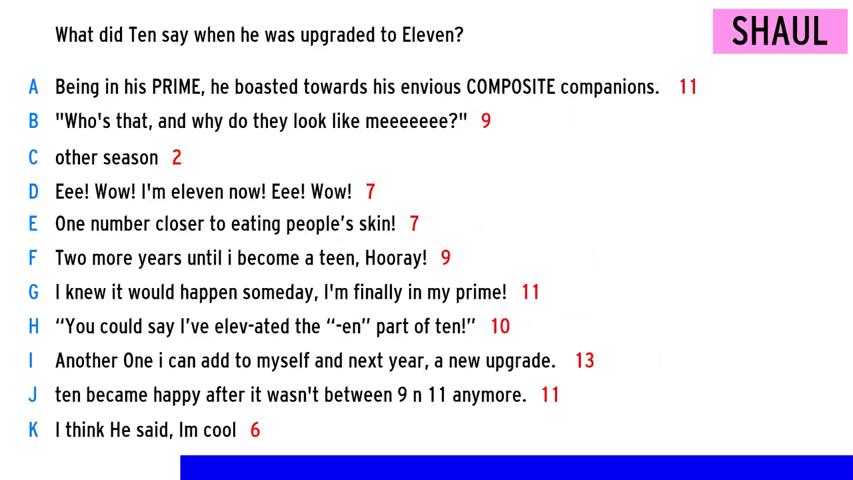 What did Ten say when he was upgraded to Eleven?
SHAUL
A Being in his PRIME, he boasted towards his envious COMPOSITE companions. 11
B "Who's that, and why do they look like meeeeeee?" 9
C other season 2
D Eee! Wow! I'm eleven now! Eee! Wow! 7
E One number closer to eating people’s skin! 7
F Two more years until i become a teen, Hooray! 9
G I knew it would happen someday, I'm finally in my prime! 11
H “You could say I’ve elev-ated the “-en” part of ten!” 10
I Another One i can add to myself and next year, a new upgrade. 13
J ten became happy after it wasn't between 9 n 11 anymore. 11
K I think He said, Im cool 6